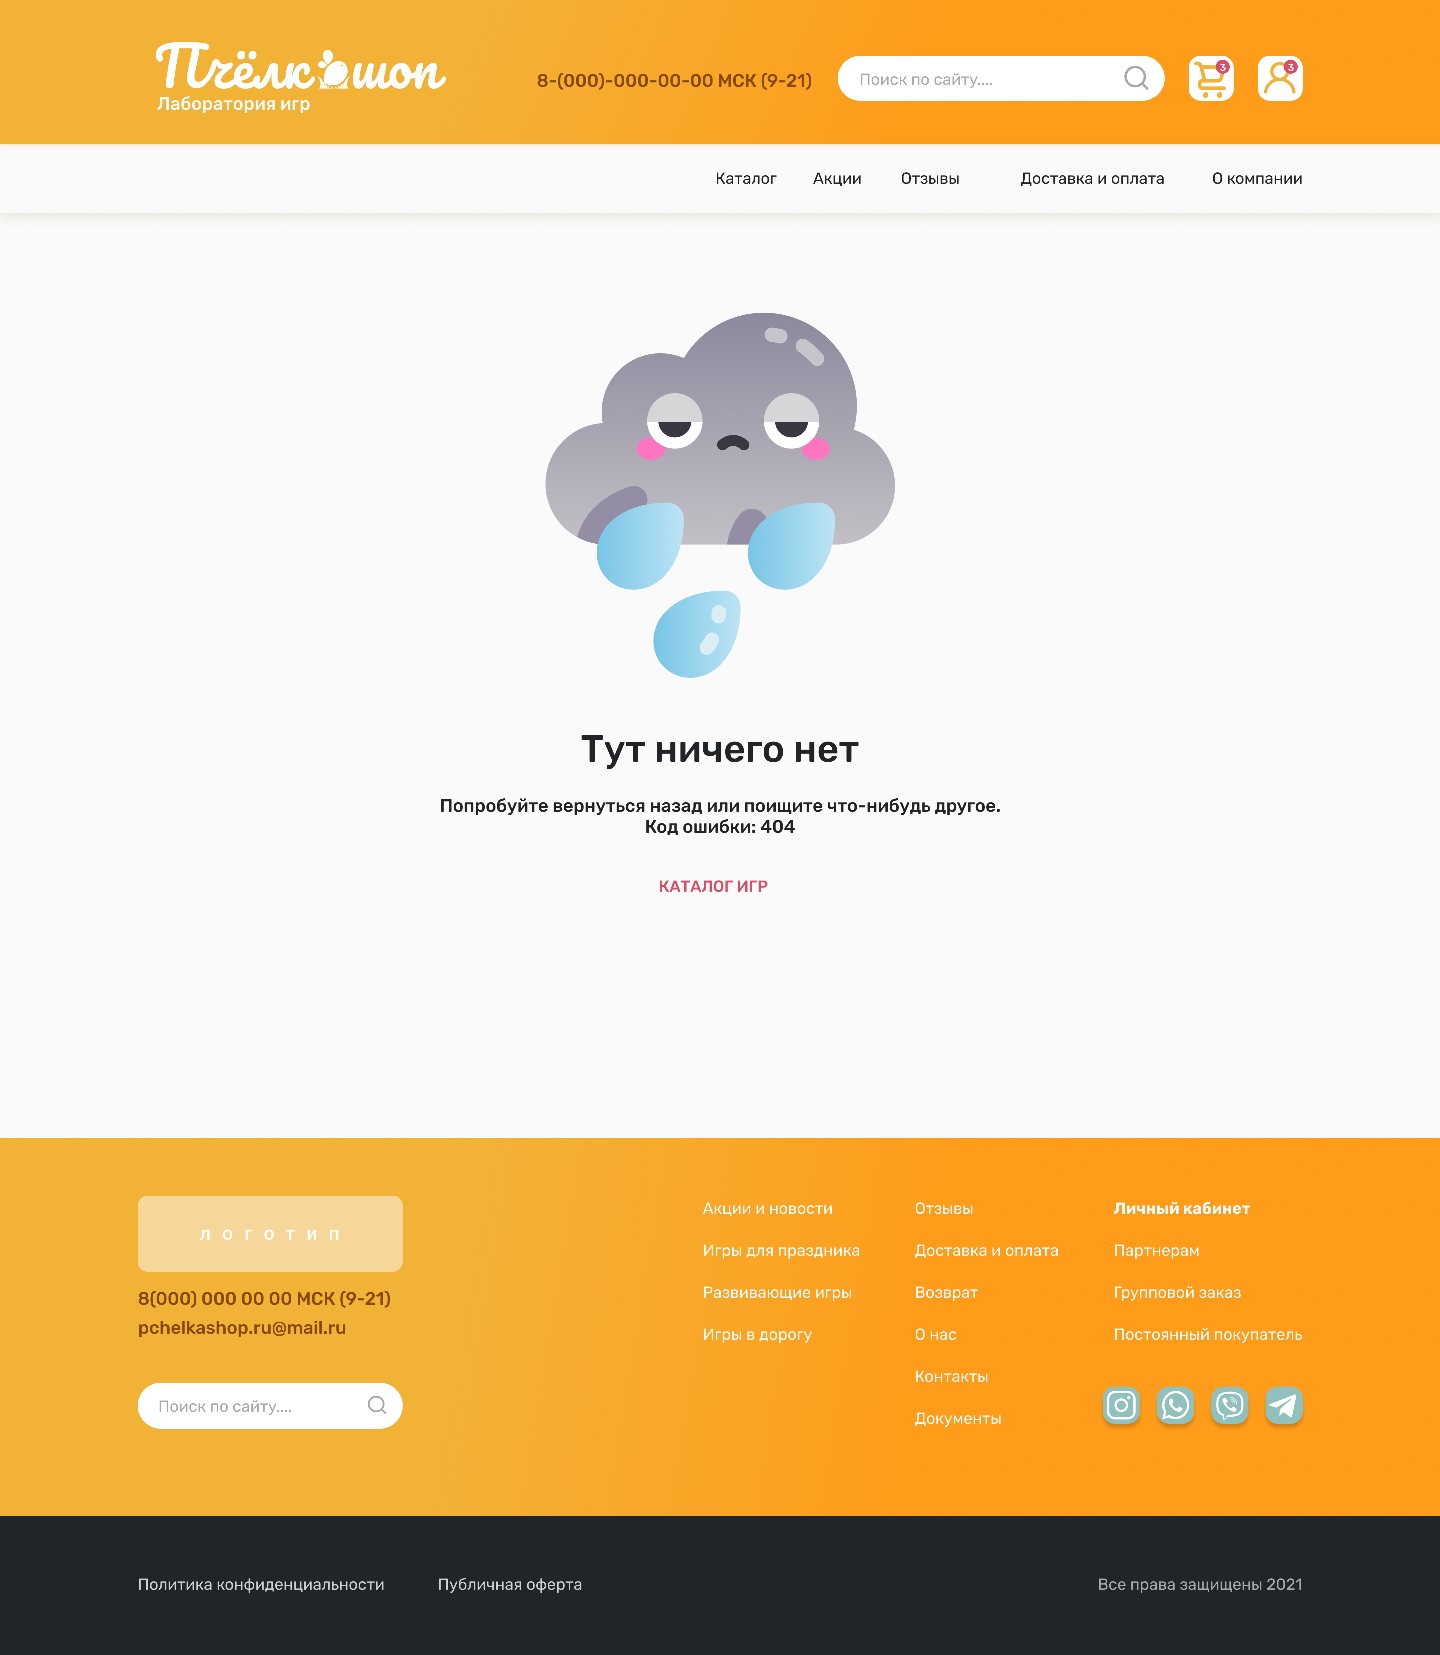 Пчёлкошоп
Лаборатория игр
8-(000)-000-00-00 МСК (9-21)
Поиск по сайту....
3
3
Каталог Акции Отзывы Доставка и оплата О компании
Тут ничего нет
Попробуйте вернуться назад или поищите что-нибудь другое.
Код ошибки: 404
КАТАЛОГ ИГР
ЛОГОТИП
8(000) 000 00 00 МСК (9-21)
pchelkashop.ru@mail.ru
Поиск по сайту....
Акции и новости
Игры для праздника
Развивающие игры
Игры в дорогу
Отзывы
Доставка и оплата
Возврат
О нас
Контакты
Документы
Личный кабинет
Партнерам
Групповой заказ
Постоянный покупатель
Политика конфиденциальности Публичная оферта Все права защищены 2021